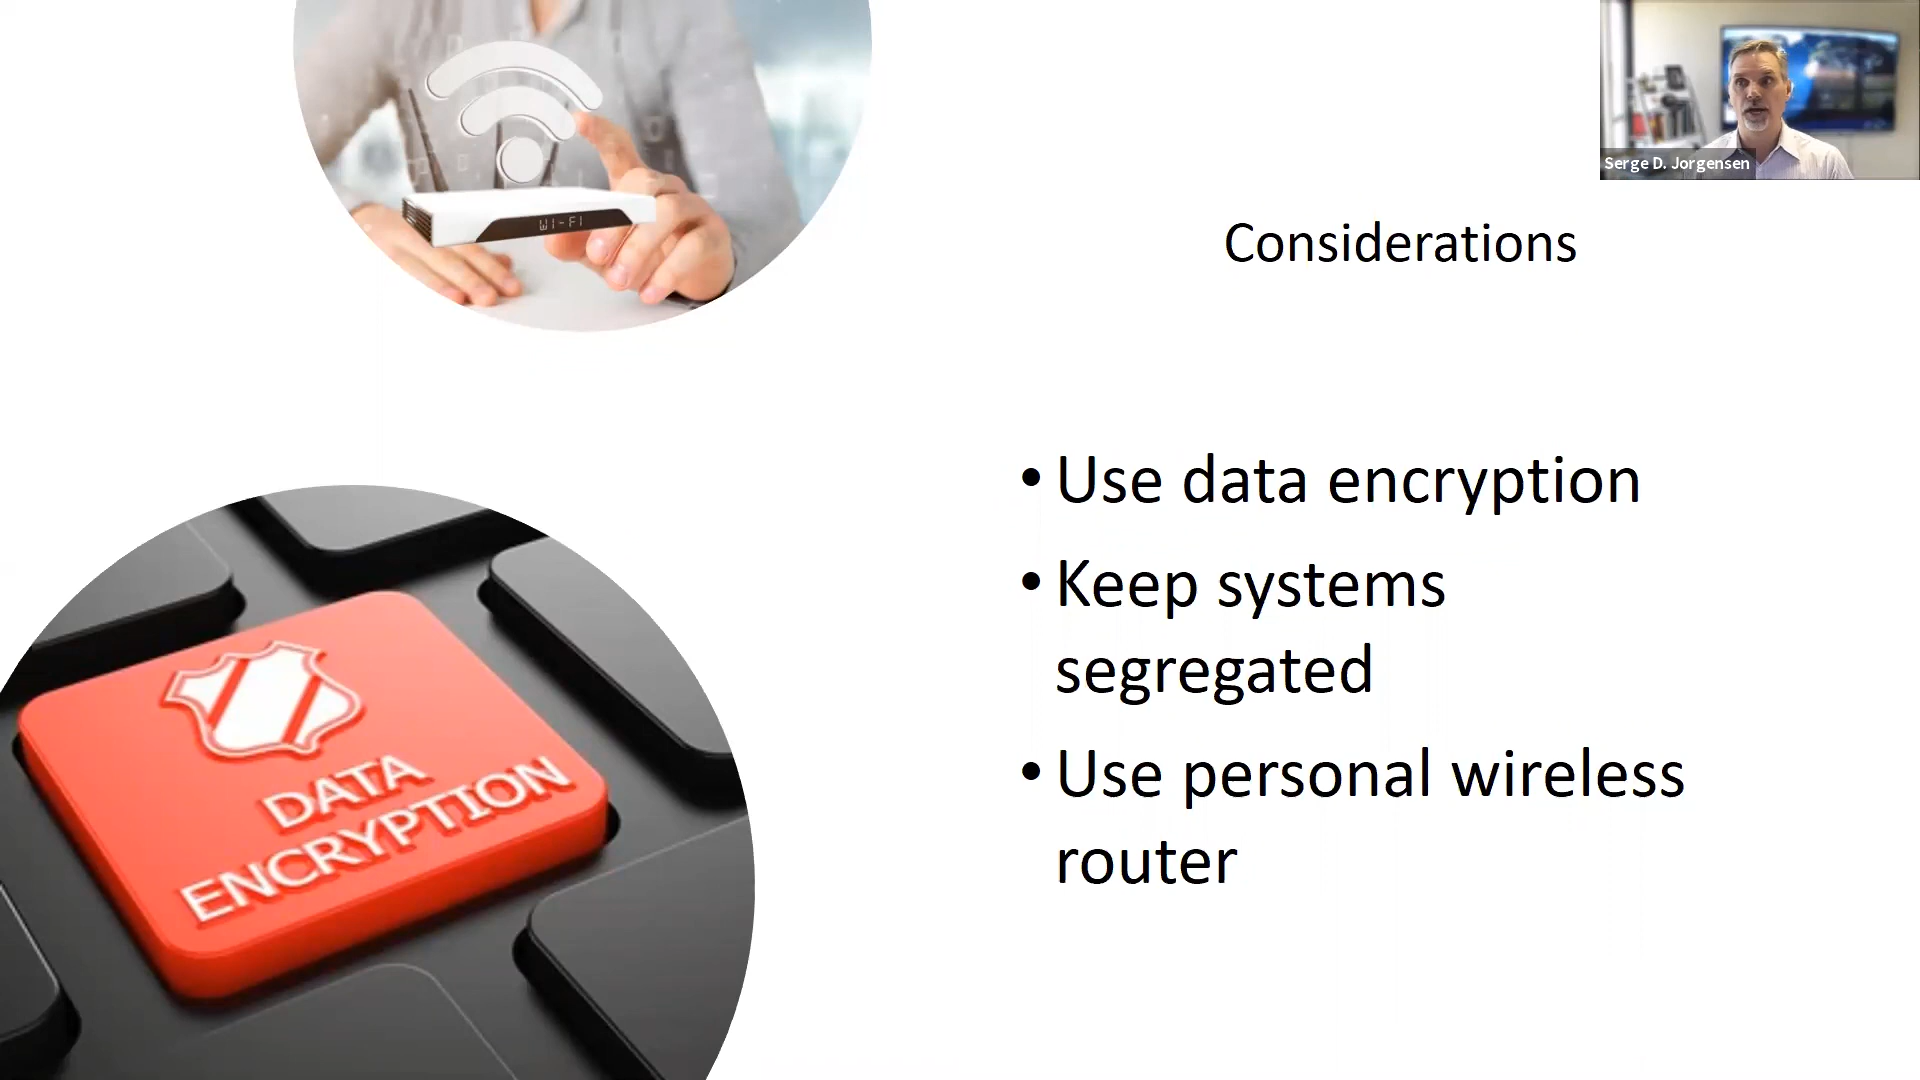 WI-FI
Serge D. Jorgensen
Considerations
• Use data encryption
• Keep systems
segregated
• Use personal wireless
router
DATA
ENCRYPTION